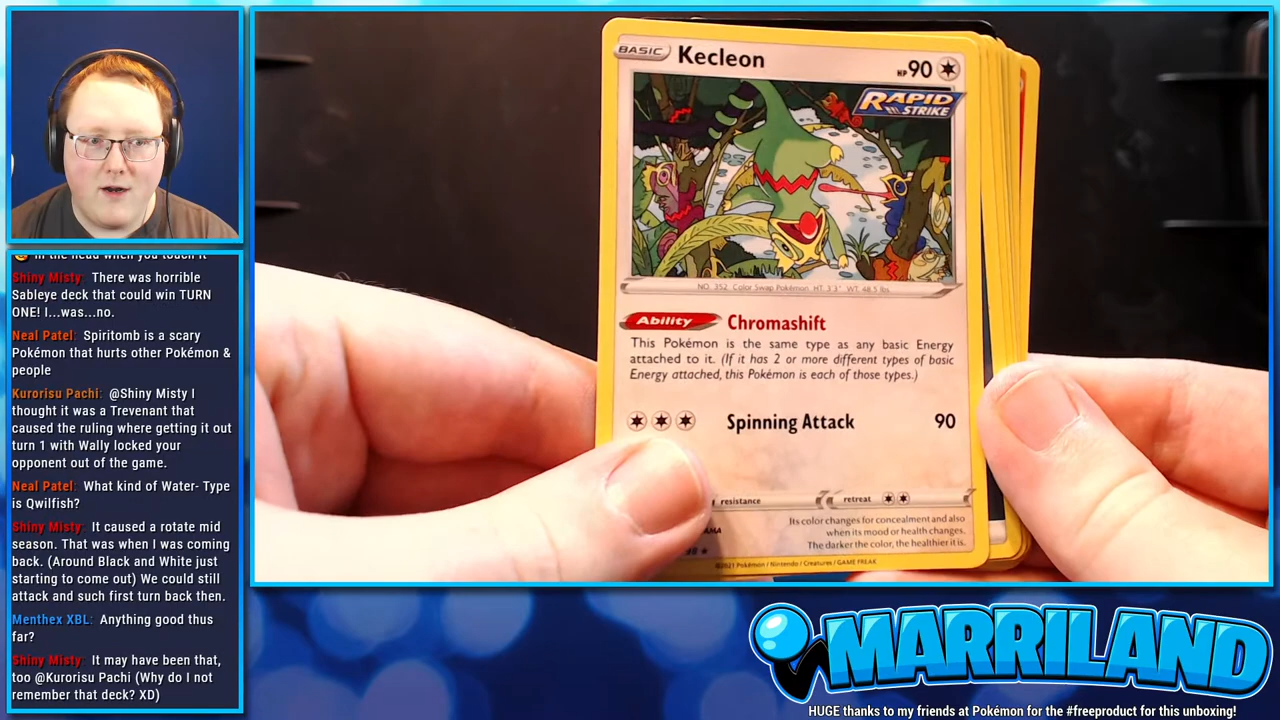 in the head when you touch it
Shiny Misty: There was horrible
Sableye deck that could win TURN
ONE! I...was...no.
Neal Patel: Spiritomb is a scary
Pokémon that hurts other Pokémon &
people
Kurorisu Pachi: @Shiny Misty I
thought it was a Trevenant that
caused the ruling where getting it out
turn 1 with Wally locked your
opponent out of the game.
Neal Patel: What kind of Water- Type
is Qwilfish?
Shiny Misty: It caused a rotate mid
season. That was when I was coming
back. (Around Black and White just
starting to come out) We could still
attack and such first turn back then.
Menthex XBL: Anything good thus
far?
Shiny Misty: It may have been that,
too @Kurorisu Pachi (Why do I not
remember that deck? XD)
BASIC Kecleon HP 90
RAPID
STRIKE
NO. 352 Color Swap Pokémon HT: 3'3" WT: 48.5 lbs.
Ability Chromashift
This Pokémon is the same type as any basic Energy
attached to it. (If it has 2 or more different types of basic
Energy attached, this Pokémon is each of those types.)
Spinning Attack 90
resistance retreat
Its color changes for concealment and also
when its mood or health changes.
The darker the color, the healthier it is.
©2021 Pokémon / Nintendo / Creatures / GAME FREAK
MARRILAND
HUGE thanks to my friends at Pokémon for the #freeproduct for this unboxing!